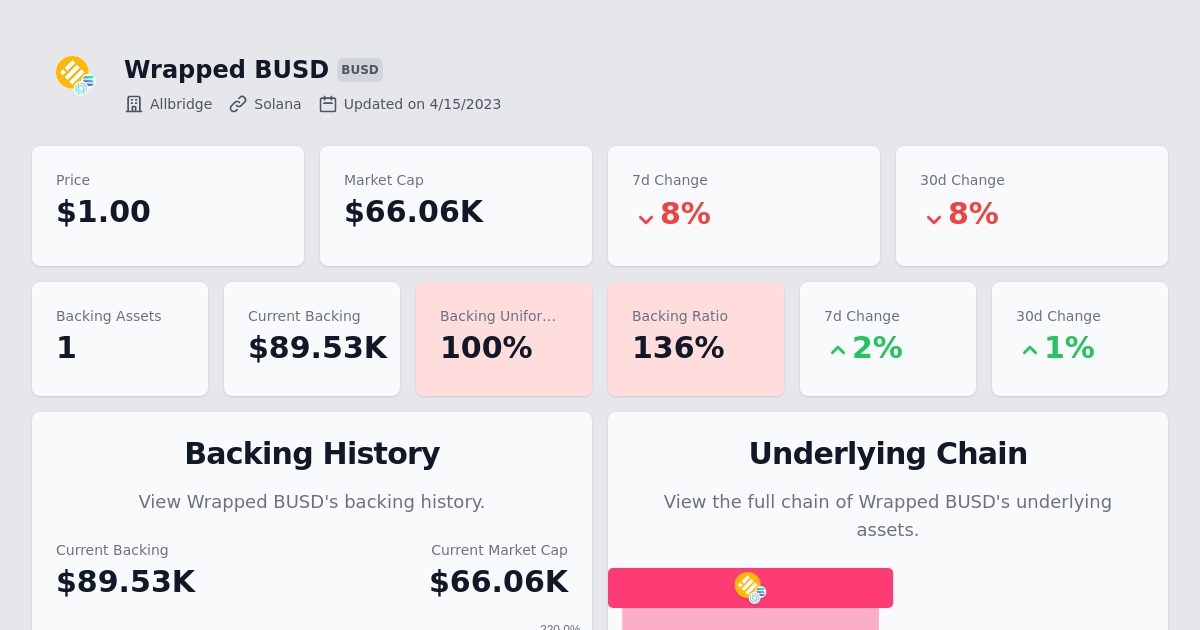 Wrapped BUSD BUSD
Allbridge Solana Updated on 4/15/2023
Price
$1.00
Market Cap
$66.06K
7d Change
8%
30d Change
8%
Backing Assets
1
Current Backing
$89.53K
Backing Unifor...
100%
Backing Ratio
136%
7d Change
2%
30d Change
1%
Backing History
View Wrapped BUSD's backing history.
Current Backing
$89.53K
Current Market Cap
$66.06K
220.0%
Underlying Chain
View the full chain of Wrapped BUSD's underlying
assets.